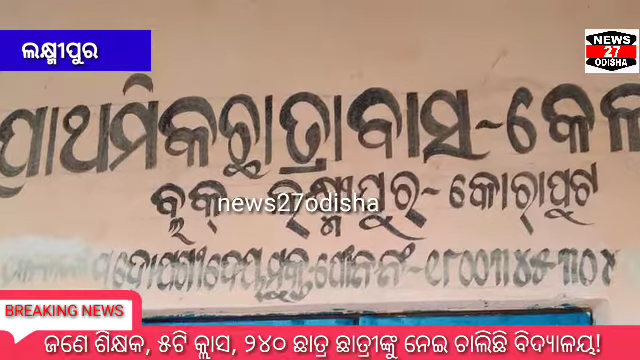 ଲକ୍ଷ୍ମୀପୁର
NEWS
27
ODISHA
ପ୍ରାଥମିକ ଛାତ୍ରାବାସ~କେଳ
ବ୍ଲକ୍- ଲକ୍ଷ୍ମୀପୁର୍~ କୋରାପୁଟ
news27odisha
BREAKING NEWS
ଜଣେ ଶିକ୍ଷକ, ୫ଟି କ୍ଲାସ, ୨୪୦ ଛାତ୍ର ଛାତ୍ରୀଙ୍କୁ ନେଇ ଚାଲିଛି ବିଦ୍ୟାଳୟ!